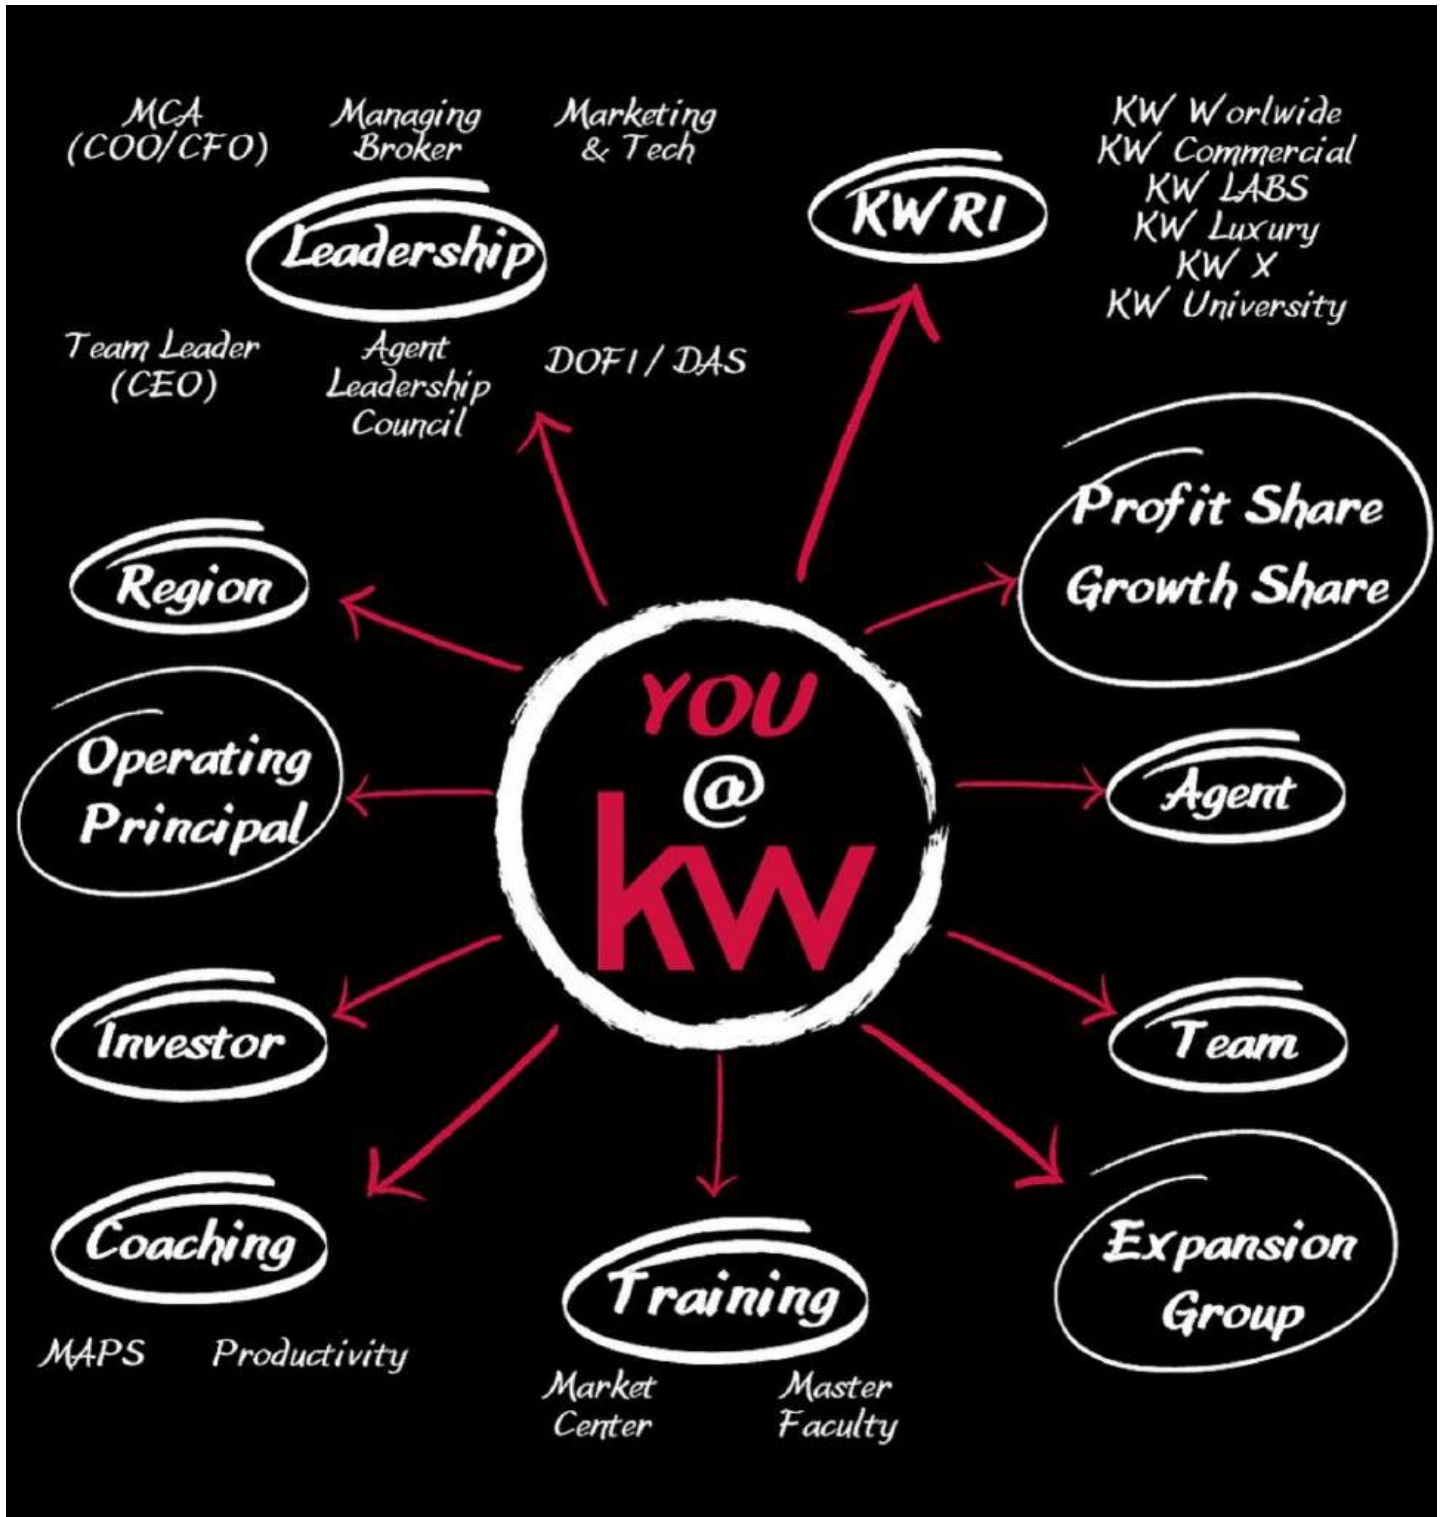 MCA
(COO/CFO)
Managing
Broker
Marketing
& Tech
Leadership
Team Leader
(CEO)
Agent
Leadership
Council
DOFI / DAS
KWRI
KW Worlwide
KW Commercial
KW LABS
KW Luxury
KW X
KW University
Profit Share
Growth Share
Region
Operating
Principal
YOU
@
kw
Agent
Investor
Team
Coaching
MAPS
Productivity
Training
Market
Center
Master
Faculty
Expansion
Group